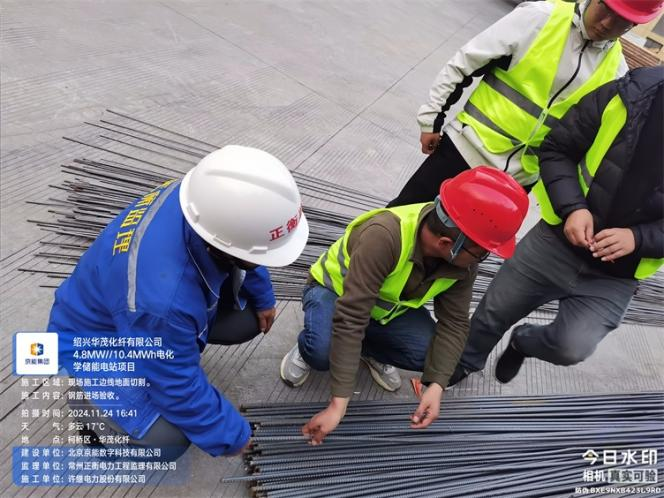 正衡
衡监理
京能集团
绍兴华茂化纤有限公司
4.8MW//10.4MWh电化
学储能电站项目
施工区域：现场施工边线地面切割。
施工内容：钢筋进场验收。
拍摄时间：2024.11.24 16:41
天　气：多云 17℃
地　点：柯桥区·华茂化纤
建设单位：北京京能数字科技有限公司
监理单位：常州正衡电力工程监理有限公司
施工单位：许继电力股份有限公司
今日水印
相机 真实可验
防伪 BXE9NXB423L9RD